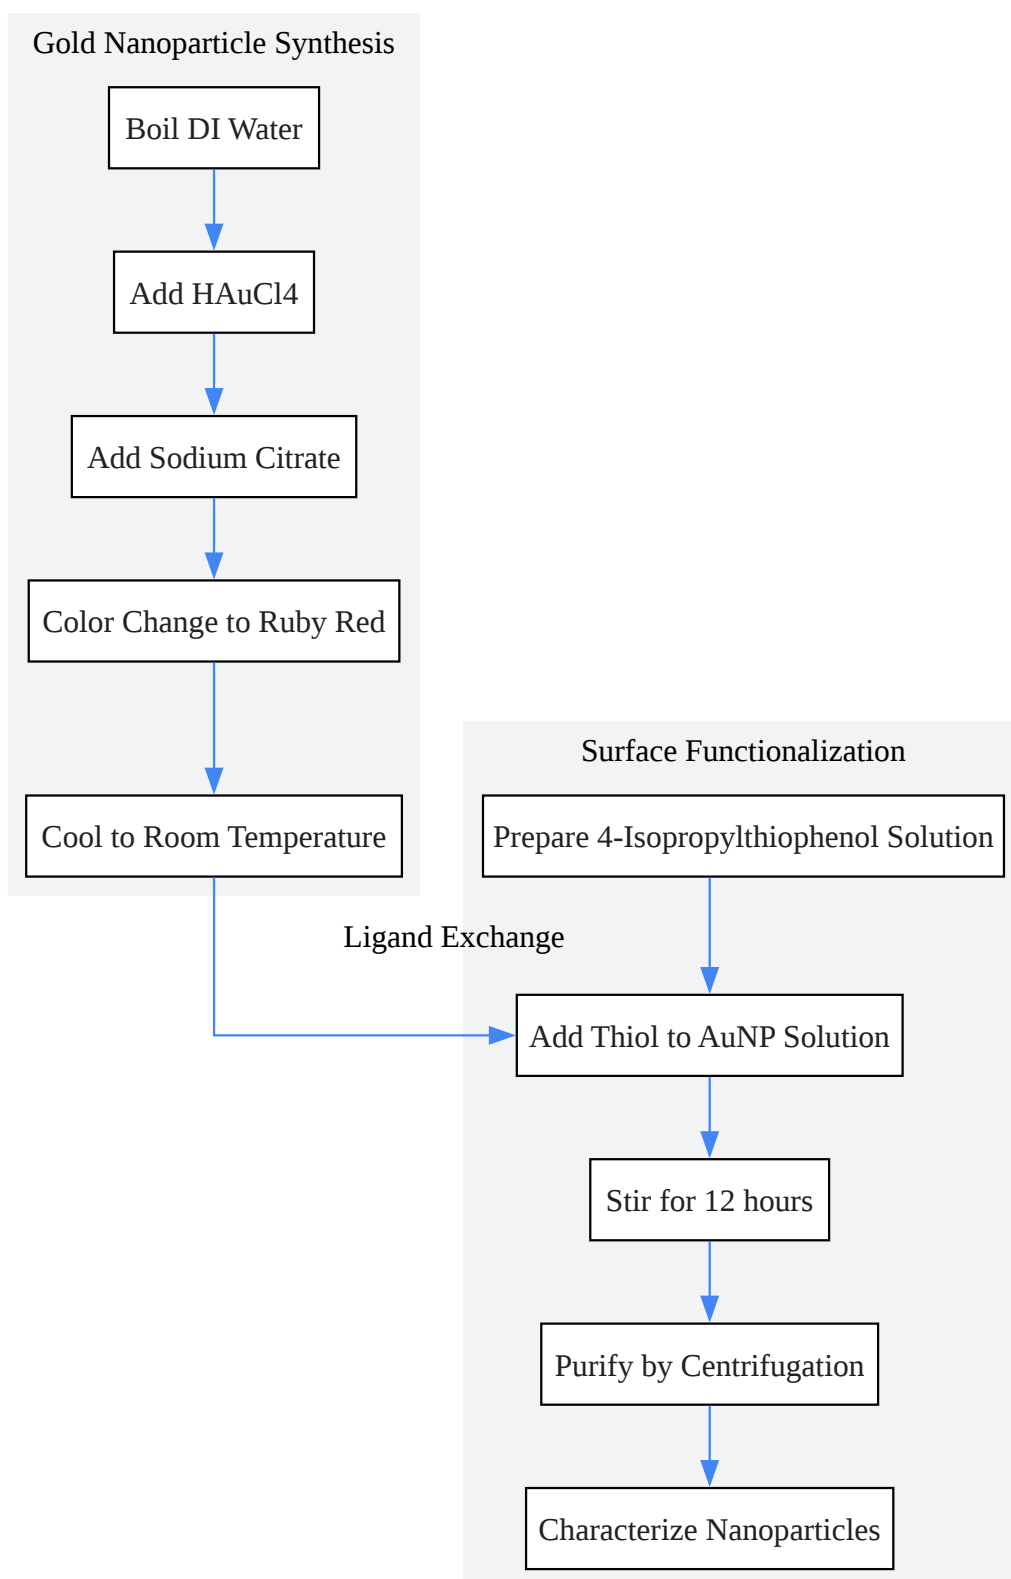 Gold Nanoparticle Synthesis
Boil DI Water
Add HAuCl4
Add Sodium Citrate
Color Change to Ruby Red
Cool to Room Temperature
Ligand Exchange
Surface Functionalization
Prepare 4-Isopropylthiophenol Solution
Add Thiol to AuNP Solution
Stir for 12 hours
Purify by Centrifugation
Characterize Nanoparticles